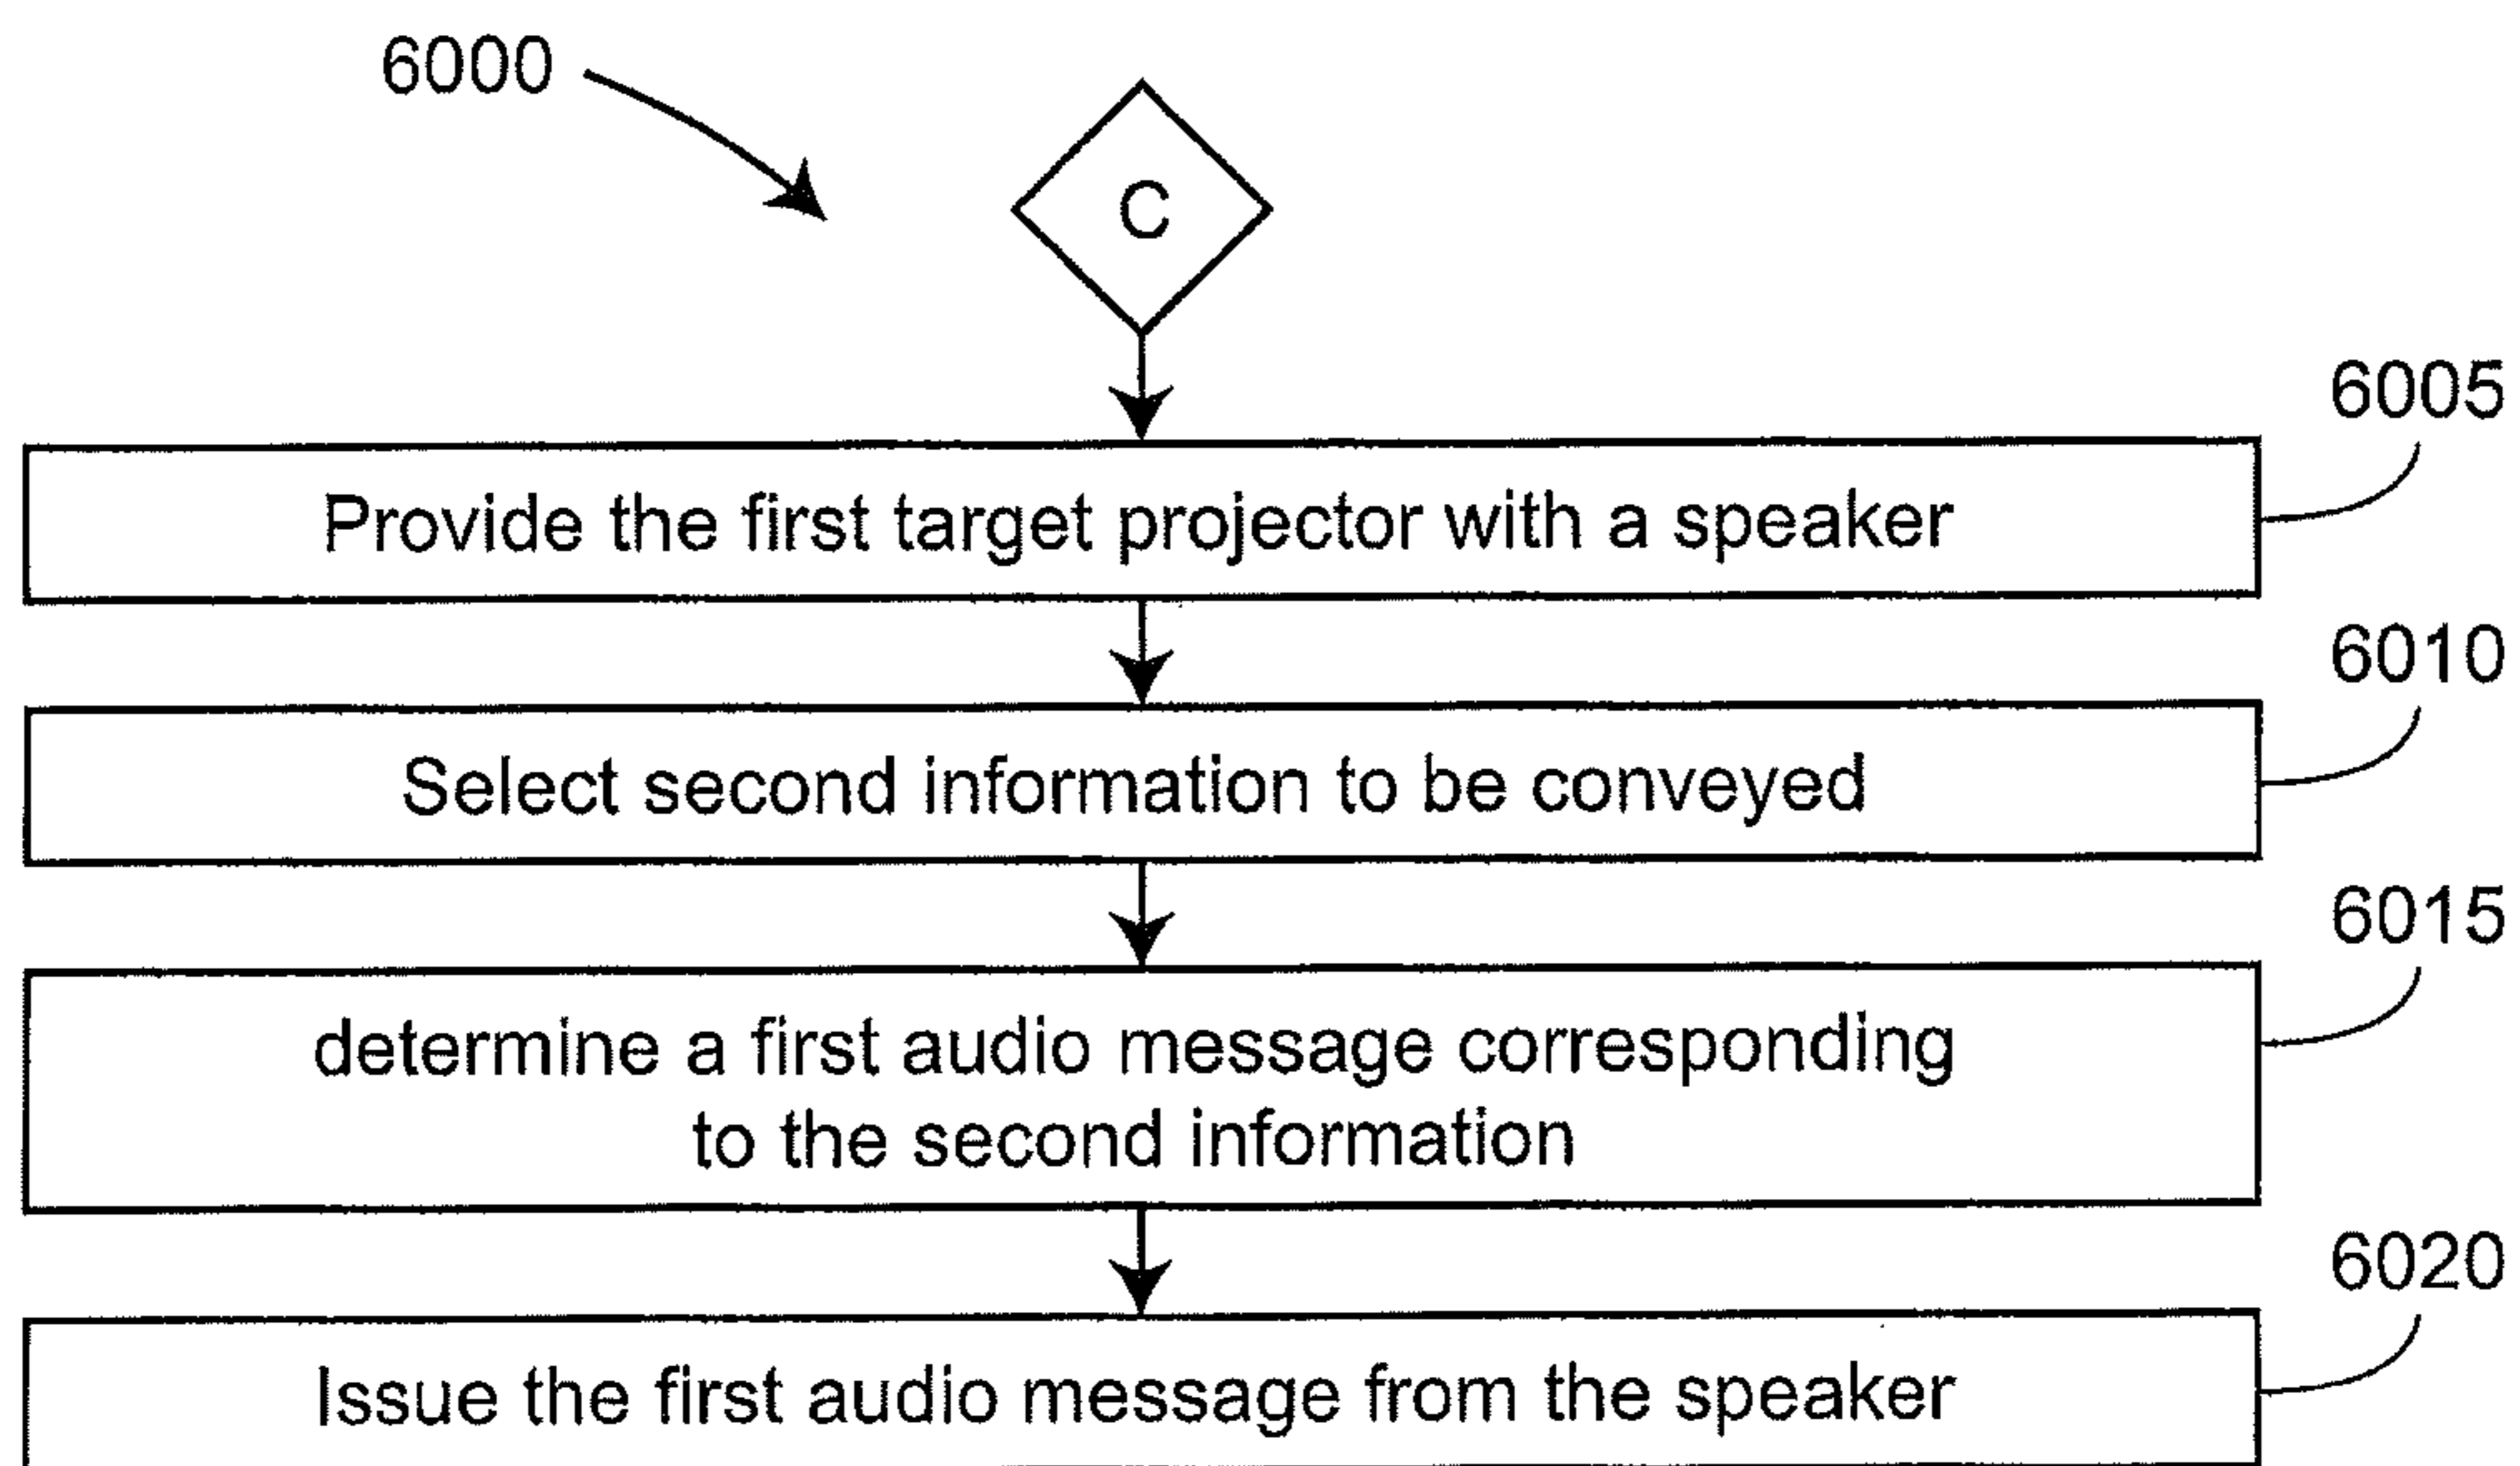 6000
C
6005
Provide the first target projector with a speaker
6010
Select second information to be conveyed
6015
determine a first audio message corresponding
to the second information
6020
Issue the first audio message from the speaker